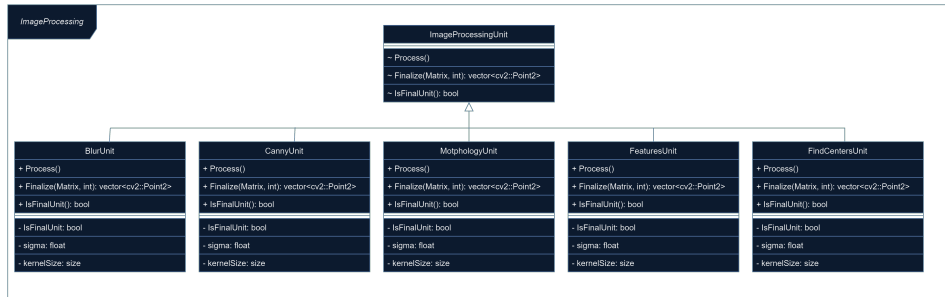 ImageProcessing
ImageProcessingUnit
~ Process()
~ Finalize(Matrix, int): vector<cv2::Point2>
~ IsFinalUnit(): bool
BlurUnit
+ Process()
+ Finalize(Matrix, int): vector<cv2::Point2>
+ IsFinalUnit(): bool
- IsFinalUnit: bool
- sigma: float
- kernelSize: size
CannyUnit
+ Process()
+ Finalize(Matrix, int): vector<cv2::Point2>
+ IsFinalUnit(): bool
- IsFinalUnit: bool
- sigma: float
- kernelSize: size
MotphologyUnit
+ Process()
+ Finalize(Matrix, int): vector<cv2::Point2>
+ IsFinalUnit(): bool
- IsFinalUnit: bool
- sigma: float
- kernelSize: size
FeaturesUnit
+ Process()
+ Finalize(Matrix, int): vector<cv2::Point2>
+ IsFinalUnit(): bool
- IsFinalUnit: bool
- sigma: float
- kernelSize: size
FindCentersUnit
+ Process()
+ Finalize(Matrix, int): vector<cv2::Point2>
+ IsFinalUnit(): bool
- IsFinalUnit: bool
- sigma: float
- kernelSize: size